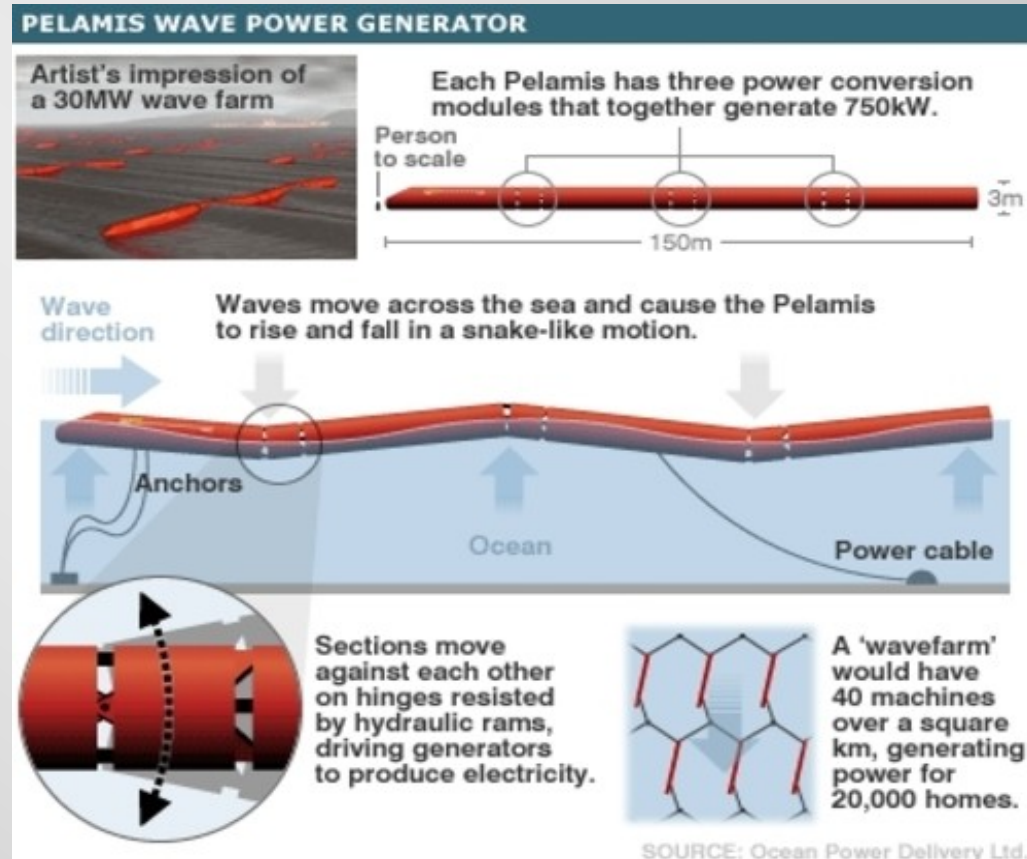 PELAMIS WAVE POWER GENERATOR
Artist's impression of
a 30MW wave farm
Each Pelamis has three power conversion
modules that together generate 750kW.
Person
to scale
3m
150m
Wave
direction
Waves move across the sea and cause the Pelamis
to rise and fall in a snake-like motion.
Anchors
Ocean
Power cable
Sections move
against each other
on hinges resisted
by hydraulic rams,
driving generators
to produce electricity.
A 'wavefarm'
would have
40 machines
over a square
km, generating
power for
20,000 homes.
SOURCE: Ocean Power Delivery Ltd.